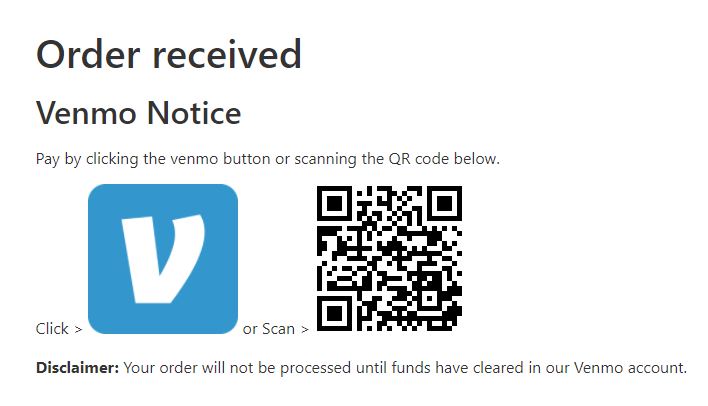 Order received
Venmo Notice
Pay by clicking the venmo button or scanning the QR code below.
Click > V or Scan >
Disclaimer: Your order will not be processed until funds have cleared in our Venmo account.